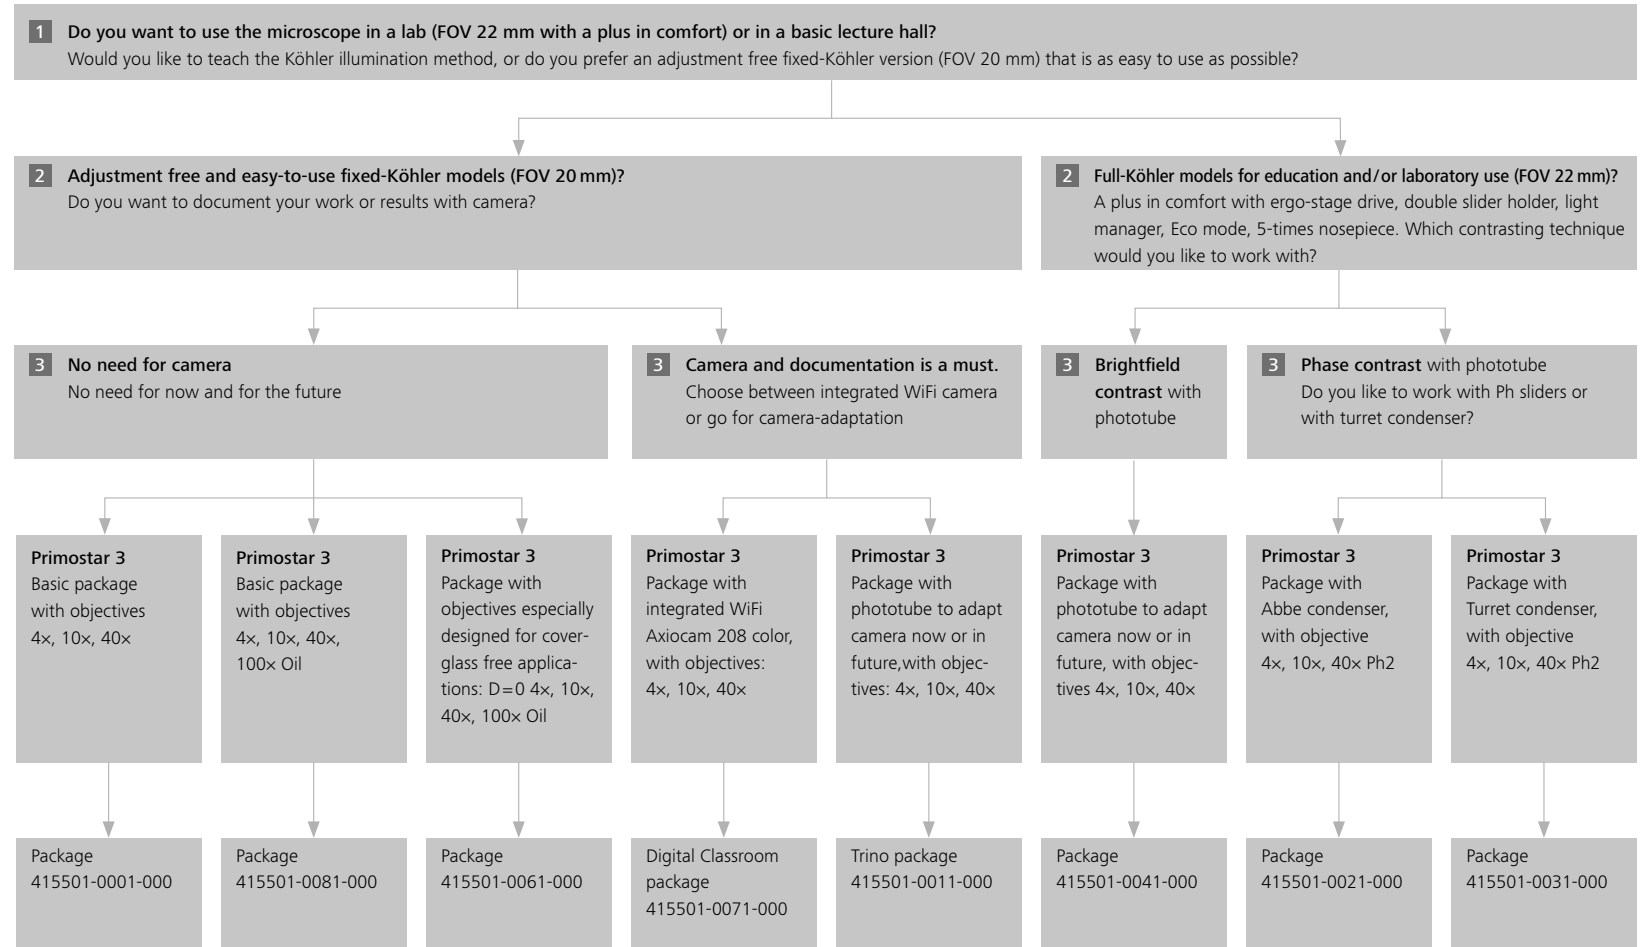 1 Do you want to use the microscope in a lab (FOV 22 mm with a plus in comfort) or in a basic lecture hall?
Would you like to teach the Köhler illumination method, or do you prefer an adjustment free fixed-Köhler version (FOV 20 mm) that is as easy to use as possible?
2 Adjustment free and easy-to-use fixed-Köhler models (FOV 20 mm)?
Do you want to document your work or results with camera?
2 Full-Köhler models for education and/or laboratory use (FOV 22 mm)?
A plus in comfort with ergo-stage drive, double slider holder, light
manager, Eco mode, 5-times nosepiece. Which contrasting technique
would you like to work with?
3 No need for camera
No need for now and for the future
3 Camera and documentation is a must.
Choose between integrated WiFi camera
or go for camera-adaptation
3 Brightfield
contrast with
phototube
3 Phase contrast with phototube
Do you like to work with Ph sliders or
with turret condenser?
Primostar 3
Basic package
with objectives
4×, 10×, 40×
Primostar 3
Basic package
with objectives
4×, 10×, 40×,
100× Oil
Primostar 3
Package with
objectives especially
designed for cover-
glass free applica-
tions: D=0 4×, 10×,
40×, 100× Oil
Primostar 3
Package with
integrated WiFi
Axiocam 208 color,
with objectives:
4×, 10×, 40×
Primostar 3
Package with
phototube to adapt
camera now or in
future,with objec-
tives: 4×, 10×, 40×
Primostar 3
Package with
phototube to adapt
camera now or in
future, with objec-
tives 4×, 10×, 40×
Primostar 3
Package with
Abbe condenser,
with objective
4×, 10×, 40× Ph2
Primostar 3
Package with
Turret condenser,
with objective
4×, 10×, 40× Ph2
Package
415501-0001-000
Package
415501-0081-000
Package
415501-0061-000
Digital Classroom
package
415501-0071-000
Trino package
415501-0011-000
Package
415501-0041-000
Package
415501-0021-000
Package
415501-0031-000